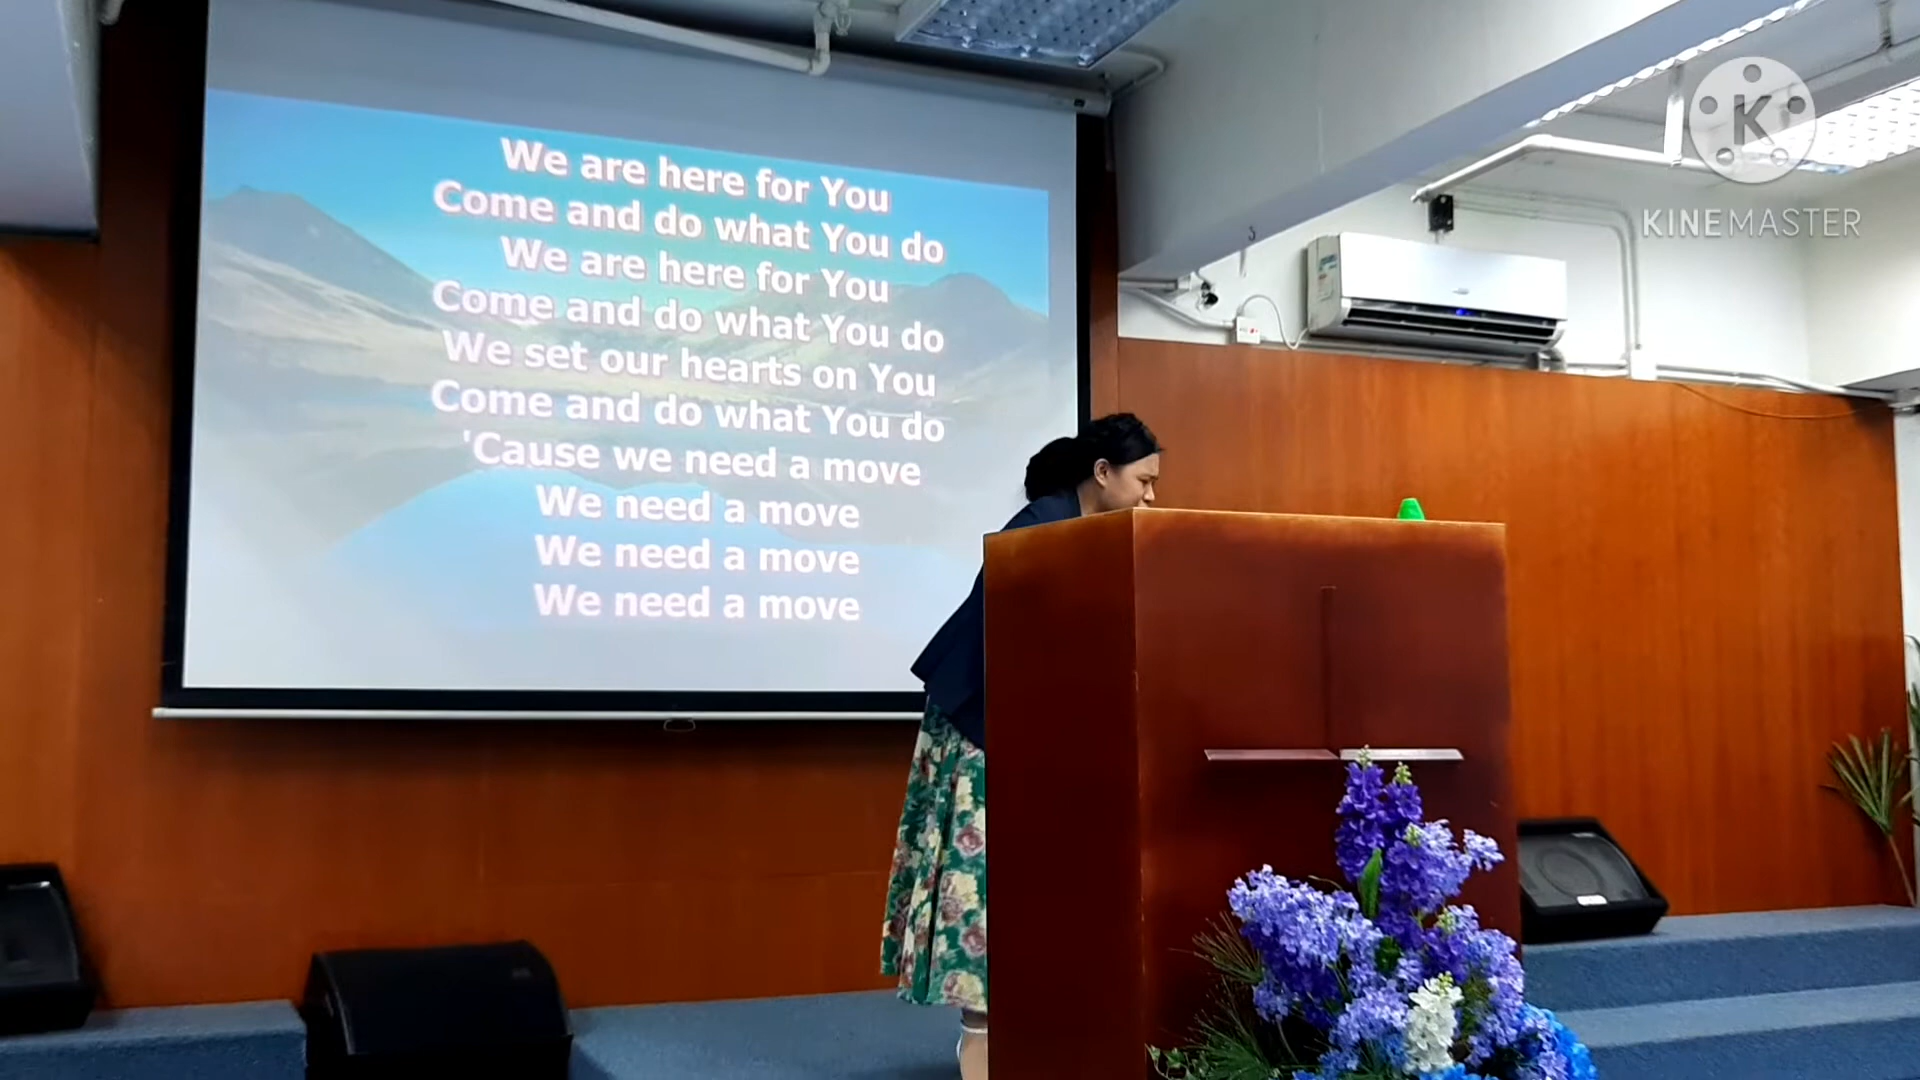 We are here for You
Come and do what You do
We are here for You
Come and do what You do
We set our hearts on You
Come and do what You do
'Cause we need a move
We need a move
We need a move
We need a move
K
KINEMASTER